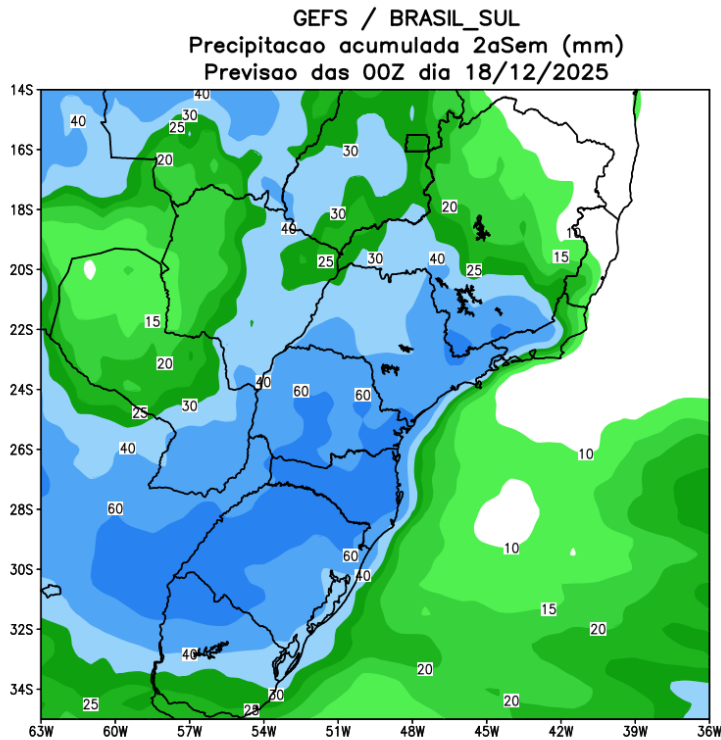 GEFS / BRASIL_SUL
Precipitacao acumulada 2aSem (mm)
Previsao das 00Z dia 18/12/2025
14S
40
40
30
25
16S
30
20
18S
20
30
40
10
30
40
15
20S
25
25
22S
15
20
24S
40
60
60
30
25
26S
40
10
28S
60
10
30S
60
40
15
32S
20
40
20
34S
30
25
20
25
63W 60W 57W 54W 51W 48W 45W 42W 39W 36W